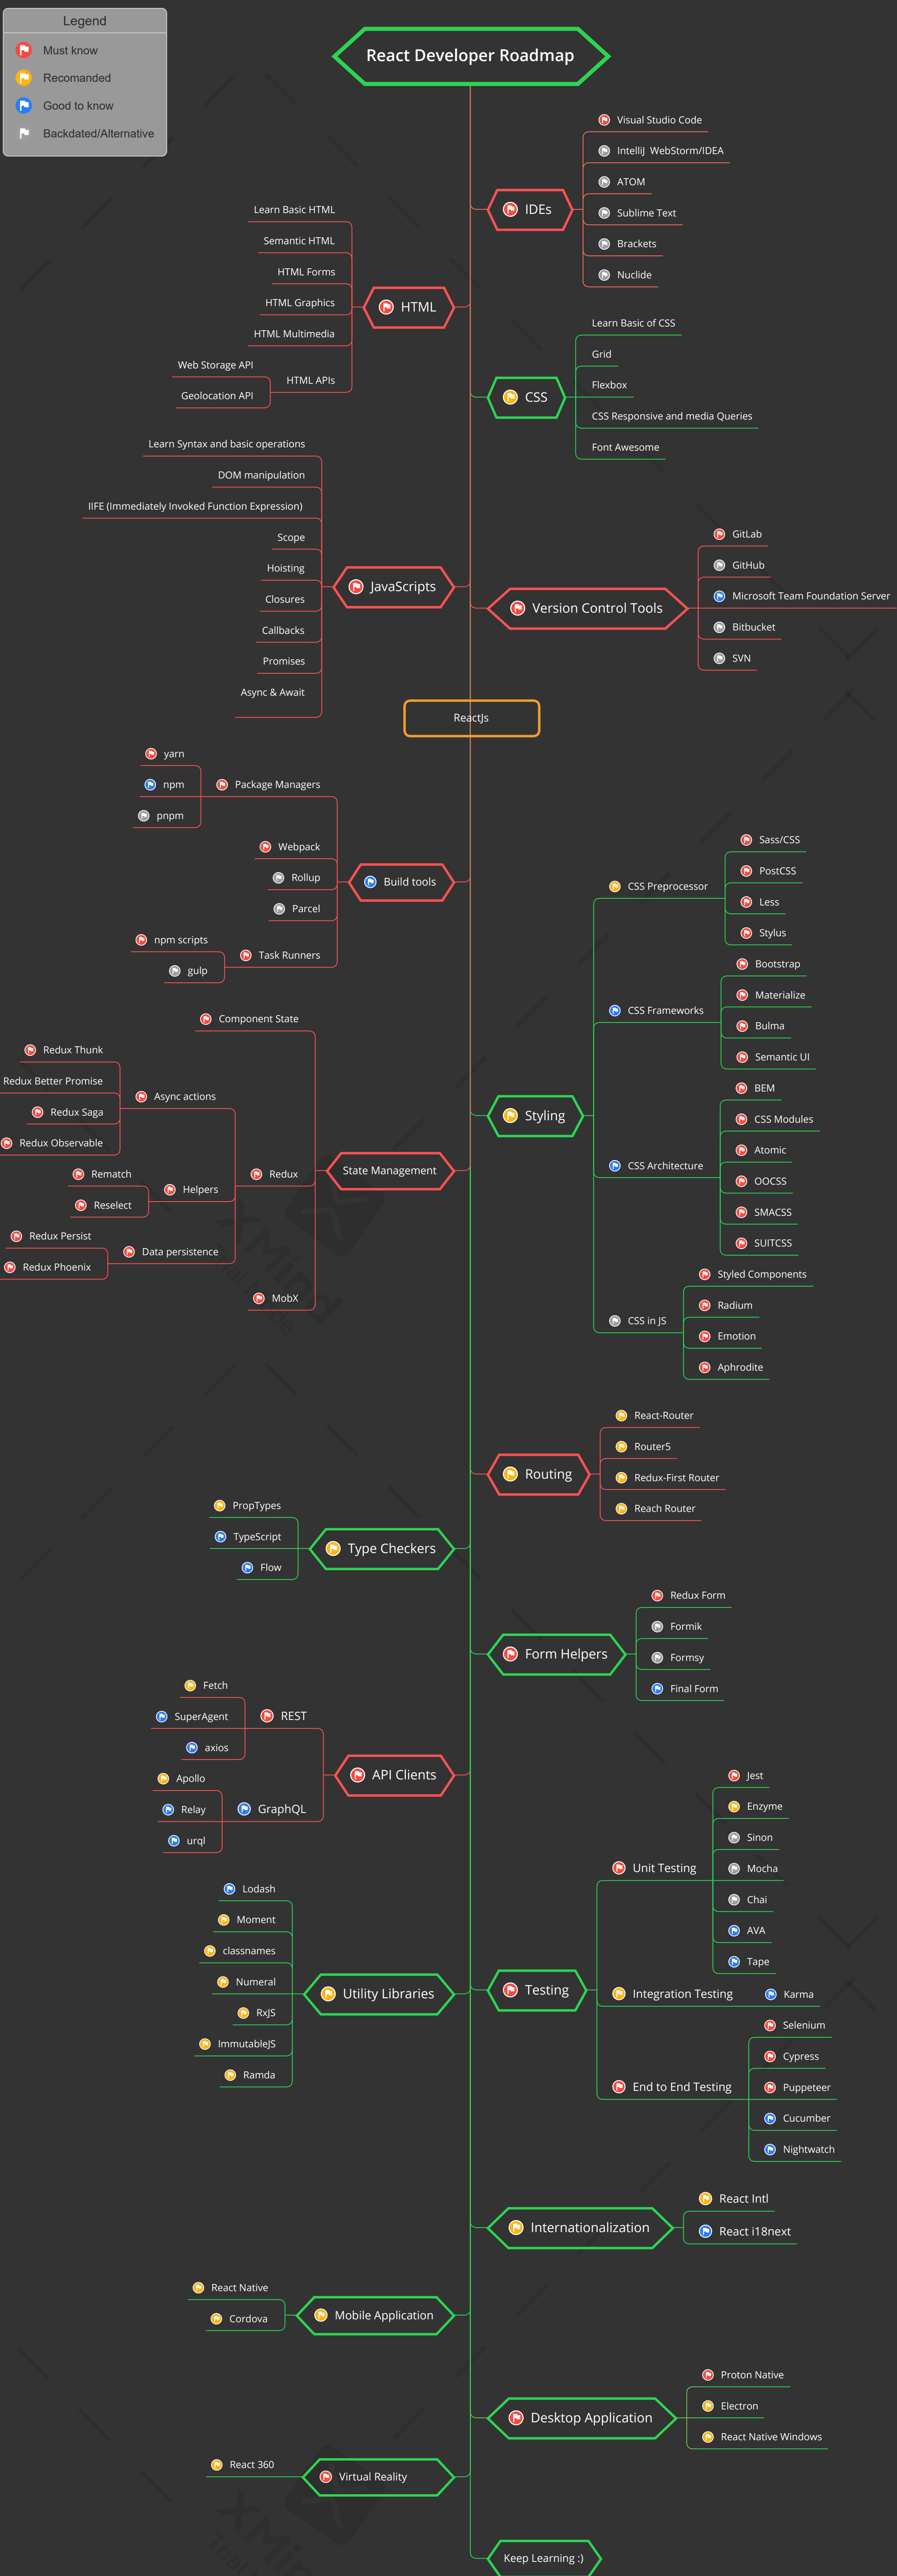 Legend
Must know
Recomanded
Good to know
Backdated/Alternative
React Developer Roadmap
IDEs
Visual Studio Code
IntelliJ WebStorm/IDEA
ATOM
Sublime Text
Brackets
Nuclide
HTML
Learn Basic HTML
Semantic HTML
HTML Forms
HTML Graphics
HTML Multimedia
HTML APIs
Web Storage API
Geolocation API
CSS
Learn Basic of CSS
Grid
Flexbox
CSS Responsive and media Queries
Font Awesome
JavaScripts
Learn Syntax and basic operations
DOM manipulation
IIFE (Immediately Invoked Function Expression)
Scope
Hoisting
Closures
Callbacks
Promises
Async & Await
Version Control Tools
GitLab
GitHub
Microsoft Team Foundation Server
Bitbucket
SVN
ReactJs
Build tools
Package Managers
yarn
npm
pnpm
Webpack
Rollup
Parcel
Task Runners
npm scripts
gulp
Styling
CSS Preprocessor
Sass/CSS
PostCSS
Less
Stylus
CSS Frameworks
Bootstrap
Materialize
Bulma
Semantic UI
CSS Architecture
BEM
CSS Modules
Atomic
OOCSS
SMACSS
SUITCSS
CSS in JS
Styled Components
Radium
Emotion
Aphrodite
State Management
Component State
Redux
Async actions
Redux Thunk
Redux Better Promise
Redux Saga
Redux Observable
Helpers
Rematch
Reselect
Data persistence
Redux Persist
Redux Phoenix
MobX
XMind
Trial Mode
Routing
React-Router
Router5
Redux-First Router
Reach Router
Type Checkers
PropTypes
TypeScript
Flow
Form Helpers
Redux Form
Formik
Formsy
Final Form
API Clients
REST
Fetch
SuperAgent
axios
GraphQL
Apollo
Relay
urql
Testing
Unit Testing
Jest
Enzyme
Sinon
Mocha
Chai
AVA
Tape
Integration Testing
Karma
End to End Testing
Selenium
Cypress
Puppeteer
Cucumber
Nightwatch
Utility Libraries
Lodash
Moment
classnames
Numeral
RxJS
ImmutableJS
Ramda
Internationalization
React Intl
React i18next
Mobile Application
React Native
Cordova
Desktop Application
Proton Native
Electron
React Native Windows
Virtual Reality
React 360
XMind
Keep Learning :)